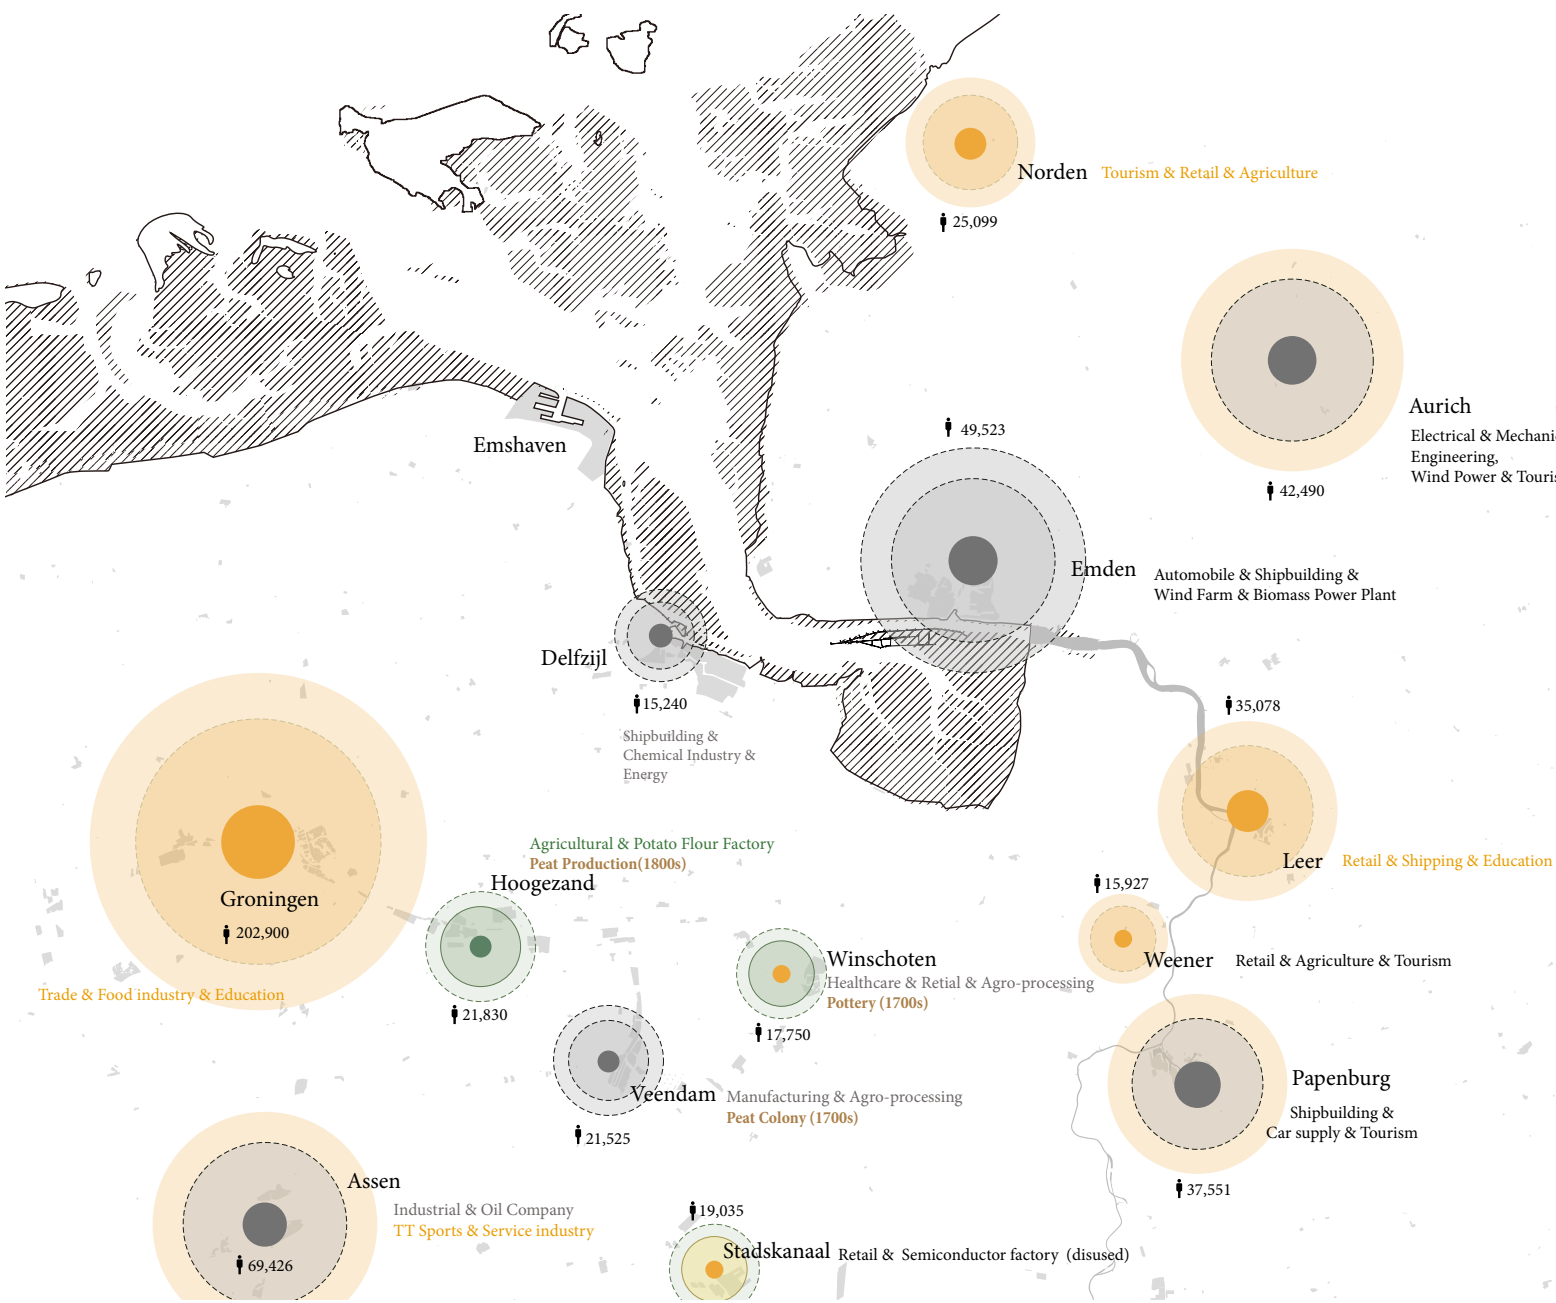 Norden Tourism & Retail & Agriculture
25,099
Aurich
Electrical & Mechani
Engineering,
Wind Power & Touris
42,490
Emshaven
49,523
Emden
Automobile & Shipbuilding &
Wind Farm & Biomass Power Plant
Delfzijl
15,240
Shipbuilding &
Chemical Industry &
Energy
35,078
Leer Retail & Shipping & Education
Groningen
202,900
Trade & Food industry & Education
Agricultural & Potato Flour Factory
Peat Production(1800s)
Hoogezand
21,830
15,927
Weener Retail & Agriculture & Tourism
Winschoten
Healthcare & Retial & Agro-processing
Pottery (1700s)
17,750
Veendam Manufacturing & Agro-processing
Peat Colony (1700s)
21,525
Papenburg
Shipbuilding &
Car supply & Tourism
37,551
Assen
Industrial & Oil Company
TT Sports & Service industry
69,426
19,035
Stadskanaal Retail & Semiconductor factory (disused)